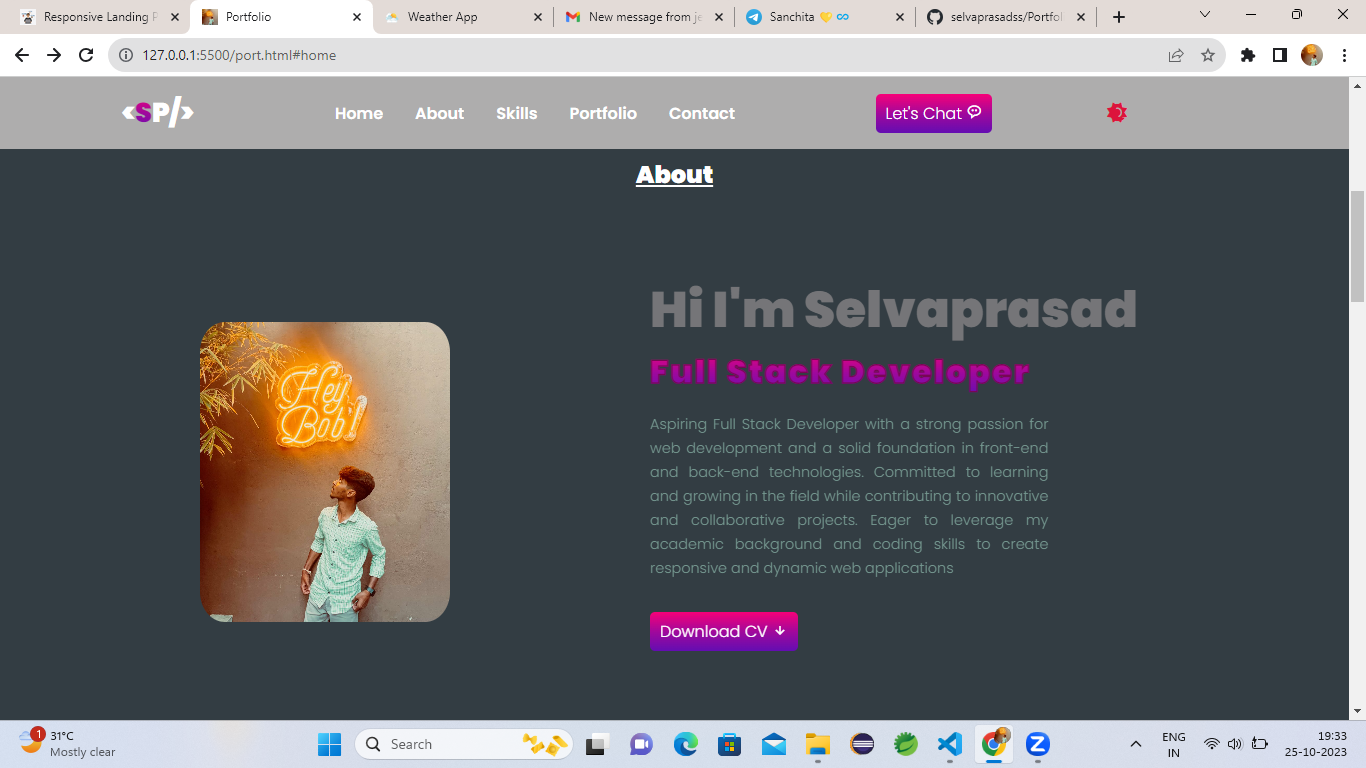 Responsive Landing P
Portfolio
Weather App
New message from je
Sanchita
selvaprasadss/Portfol
127.0.0.1:5500/port.html#home
<SP/>
Home
About
Skills
Portfolio
Contact
Let's Chat
About
Hey
Bob!
Hi I'm Selvaprasad
Full Stack Developer
Aspiring Full Stack Developer with a strong passion for
web development and a solid foundation in front-end
and back-end technologies. Committed to learning
and growing in the field while contributing to innovative
and collaborative projects. Eager to leverage my
academic background and coding skills to create
responsive and dynamic web applications
Download CV
1
31°C
Mostly clear
Search
Z
ENG
IN
19:33
25-10-2023